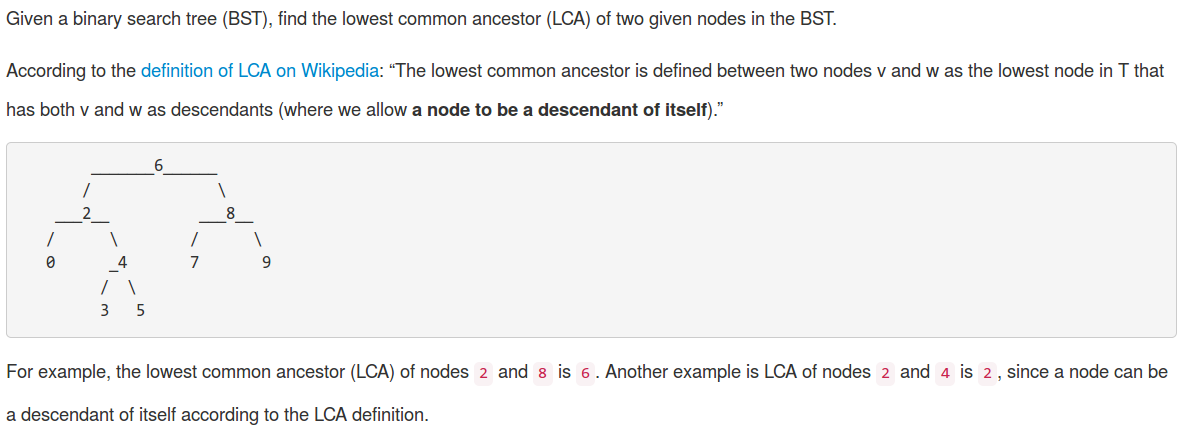 Given a binary search tree (BST), find the lowest common ancestor (LCA) of two given nodes in the BST.
According to the definition of LCA on Wikipedia: “The lowest common ancestor is defined between two nodes v and w as the lowest node in T that
has both v and w as descendants (where we allow a node to be a descendant of itself).”
_______6______
/ \
___2__ ___8__
/ \ / \
0 _4 7 9
/ \
3 5
For example, the lowest common ancestor (LCA) of nodes 2 and 8 is 6. Another example is LCA of nodes 2 and 4 is 2, since a node can be
a descendant of itself according to the LCA definition.